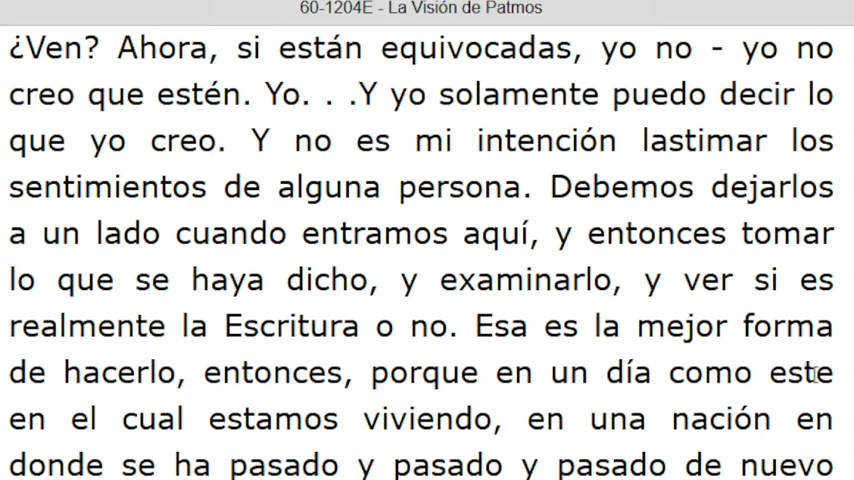 60-1204E - La Visión de Patmos
¿Ven? Ahora, si están equivocadas, yo no - yo no
creo que estén. Yo. . .Y yo solamente puedo decir lo
que yo creo. Y no es mi intención lastimar los
sentimientos de alguna persona. Debemos dejarlos
a un lado cuando entramos aquí, y entonces tomar
lo que se haya dicho, y examinarlo, y ver si es
realmente la Escritura o no. Esa es la mejor forma
de hacerlo, entonces, porque en un día como este
en el cual estamos viviendo, en una nación en
donde se ha pasado y pasado y pasado de nuevo